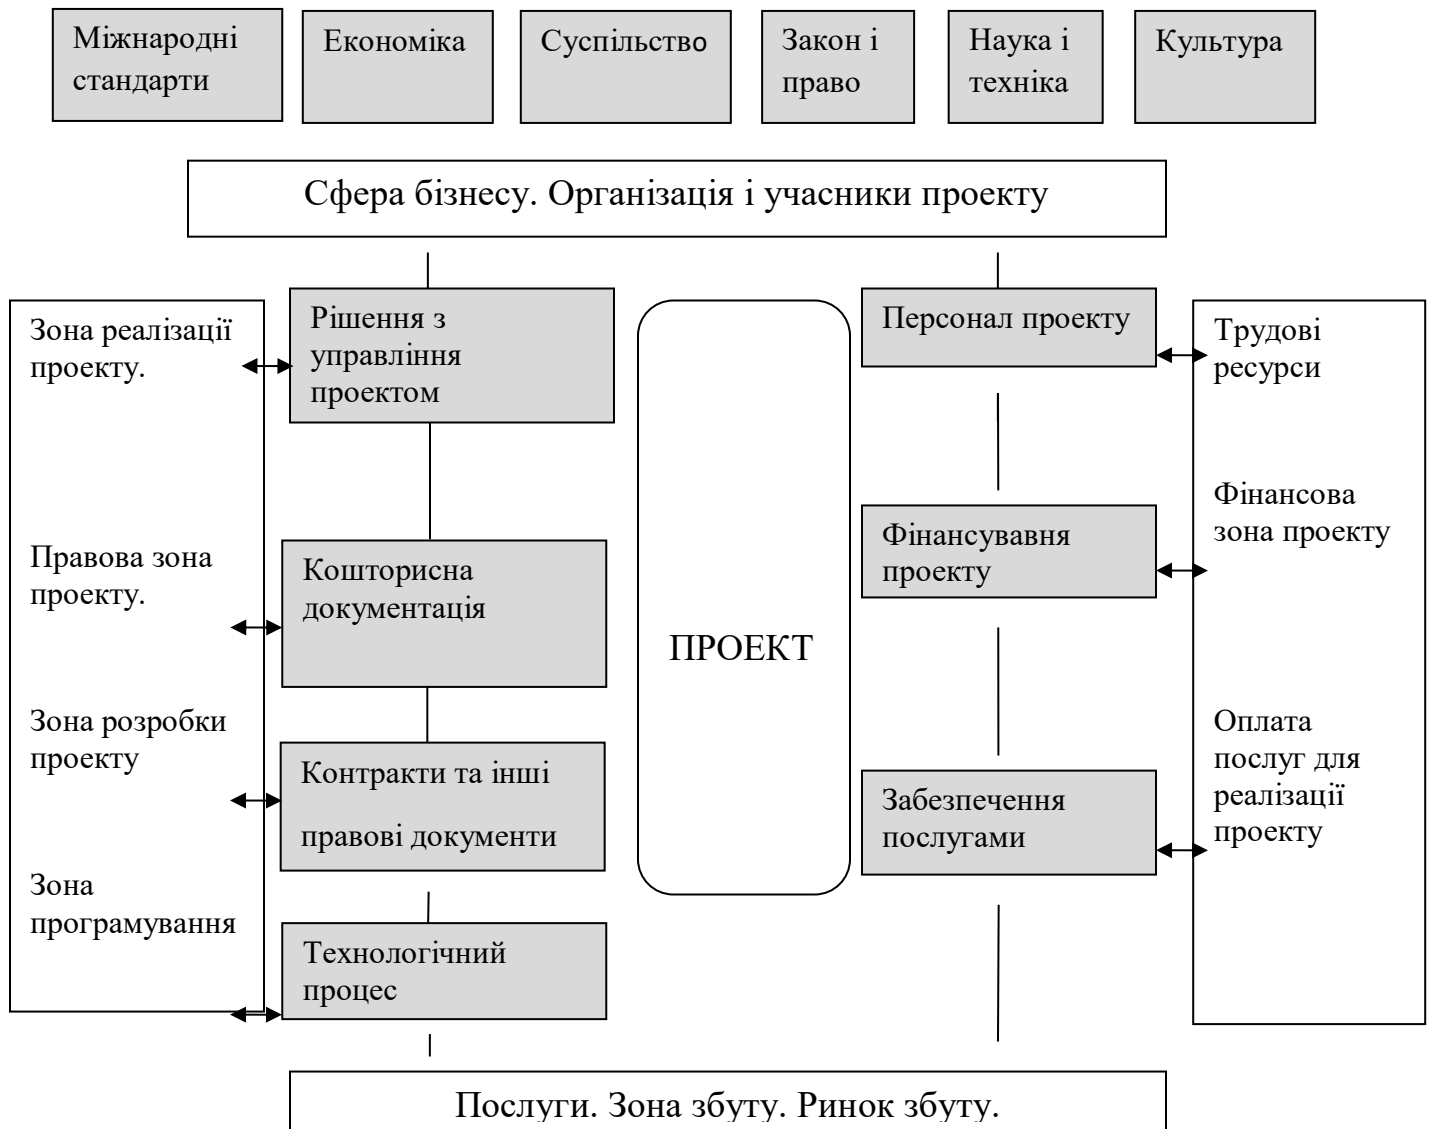 Міжнародні
стандарти
Економіка
Суспільство
Закон і
право
Наука і
техніка
Культура
Сфера бізнесу. Організація і учасники проекту
Зона реалізації
проекту.
Правова зона
проекту.
Зона розробки
проекту
Зона
програмування
Рішення з
управління
проектом
Кошторисна
документація
Контракти та інші
правові документи
Технологічний
процес
ПРОЕКТ
Персонал проекту
Фінансувавня
проекту
Забезпечення
послугами
Трудові
ресурси
Фінансова
зона проекту
Оплата
послуг для
реалізації
проекту
Послуги. Зона збуту. Ринок збуту.